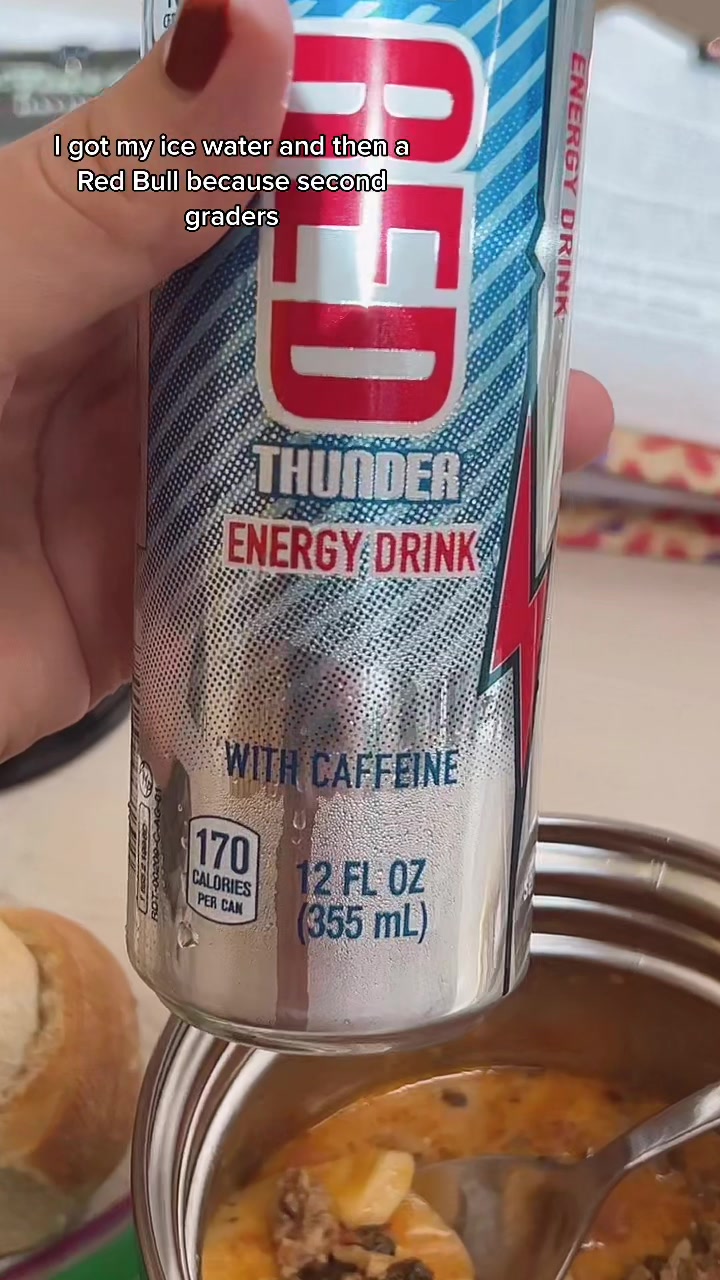 I got my ice water and then a
Red Bull because second
graders
RED
THUNDER
ENERGY DRINK
WITH CAFFEINE
170
CALORIES
PER CAN
12 FL OZ
(355 mL)
ENERGY DRINK